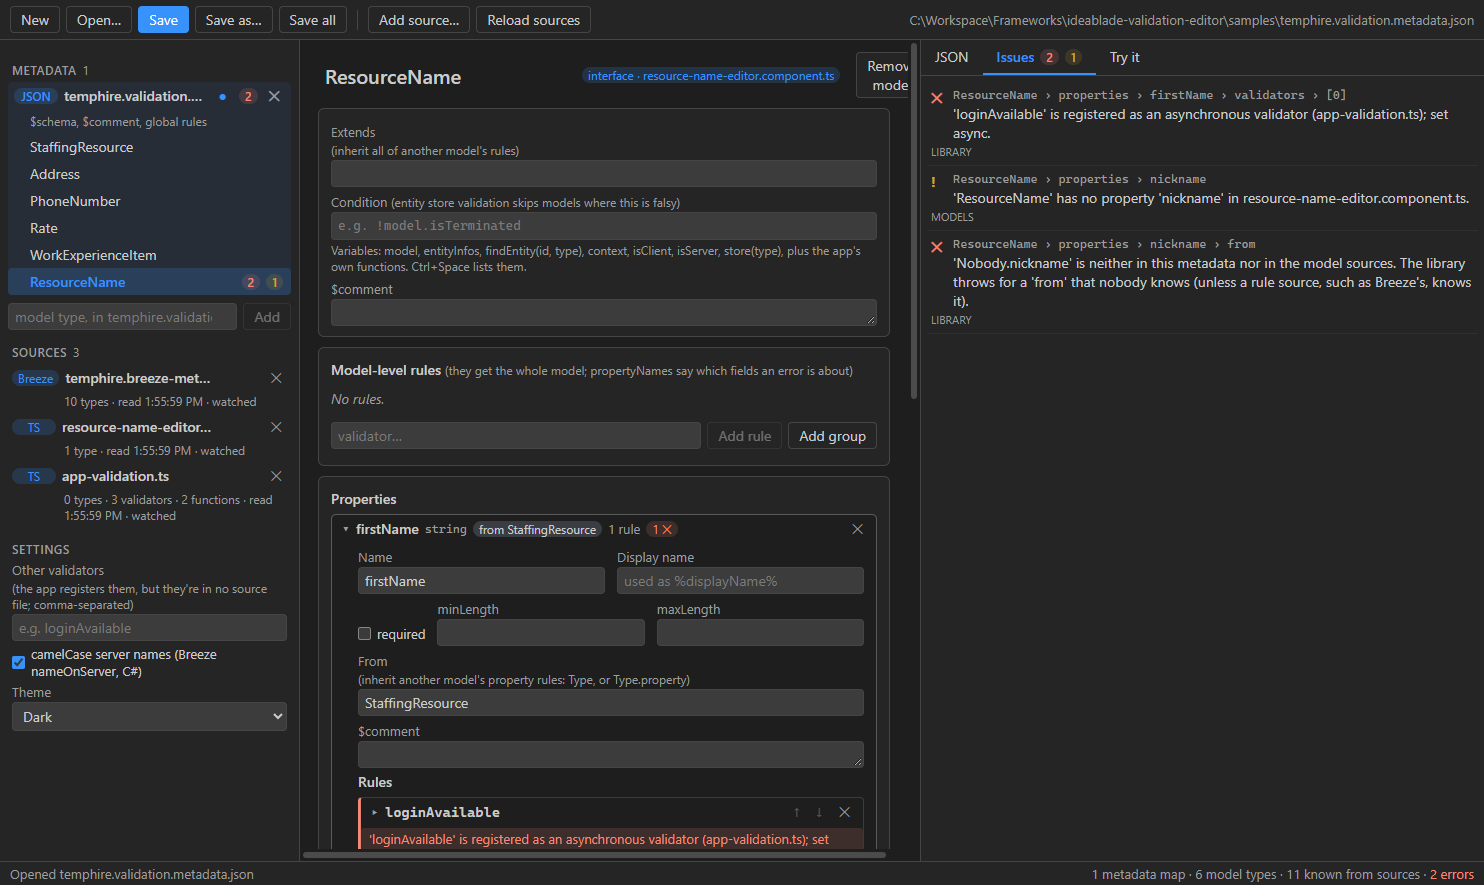 New Open... Save Save as... Save all Add source... Reload sources C:\Workspace\Frameworks\ideablade-validation-editor\samples\temphire.validation.metadata.json
METADATA 1
JSON temphire.validation.... 2
$schema, $comment, global rules
StaffingResource
Address
PhoneNumber
Rate
WorkExperienceItem
ResourceName 2 1
model type, in temphire.validati Add
SOURCES 3
Breeze temphire.breeze-met...
10 types · read 1:55:59 PM · watched
TS resource-name-editor...
1 type · read 1:55:59 PM · watched
TS app-validation.ts
0 types · 3 validators · 2 functions · read
1:55:59 PM · watched
SETTINGS
Other validators
(the app registers them, but they're in no source
file; comma-separated)
e.g. loginAvailable
camelCase server names (Breeze
nameOnServer, C#)
Theme
Dark
ResourceName interface · resource-name-editor.component.ts Remov
mode
Extends
(inherit all of another model's rules)
Condition (entity store validation skips models where this is falsy)
e.g. !model.isTerminated
Variables: model, entityInfos, findEntity(id, type), context, isClient, isServer, store(type), plus the app's
own functions. Ctrl+Space lists them.
$comment
Model-level rules (they get the whole model; propertyNames say which fields an error is about)
No rules.
validator... Add rule Add group
Properties
▾ firstName string from StaffingResource 1 rule 1✕
Name Display name
firstName used as %displayName%
minLength maxLength
required
From
(inherit another model's property rules: Type, or Type.property)
StaffingResource
$comment
Rules
▸ loginAvailable ↑ ↓ ✕
'loginAvailable' is registered as an asynchronous validator (app-validation.ts); set
JSON Issues 2 1 Try it
ResourceName › properties › firstName › validators › [0]
'loginAvailable' is registered as an asynchronous validator (app-validation.ts); set
async.
LIBRARY
! ResourceName › properties › nickname
'ResourceName' has no property 'nickname' in resource-name-editor.component.ts.
MODELS
ResourceName › properties › nickname › from
'Nobody.nickname' is neither in this metadata nor in the model sources. The library
throws for a 'from' that nobody knows (unless a rule source, such as Breeze's, knows
it).
LIBRARY
Opened temphire.validation.metadata.json 1 metadata map · 6 model types · 11 known from sources · 2 errors